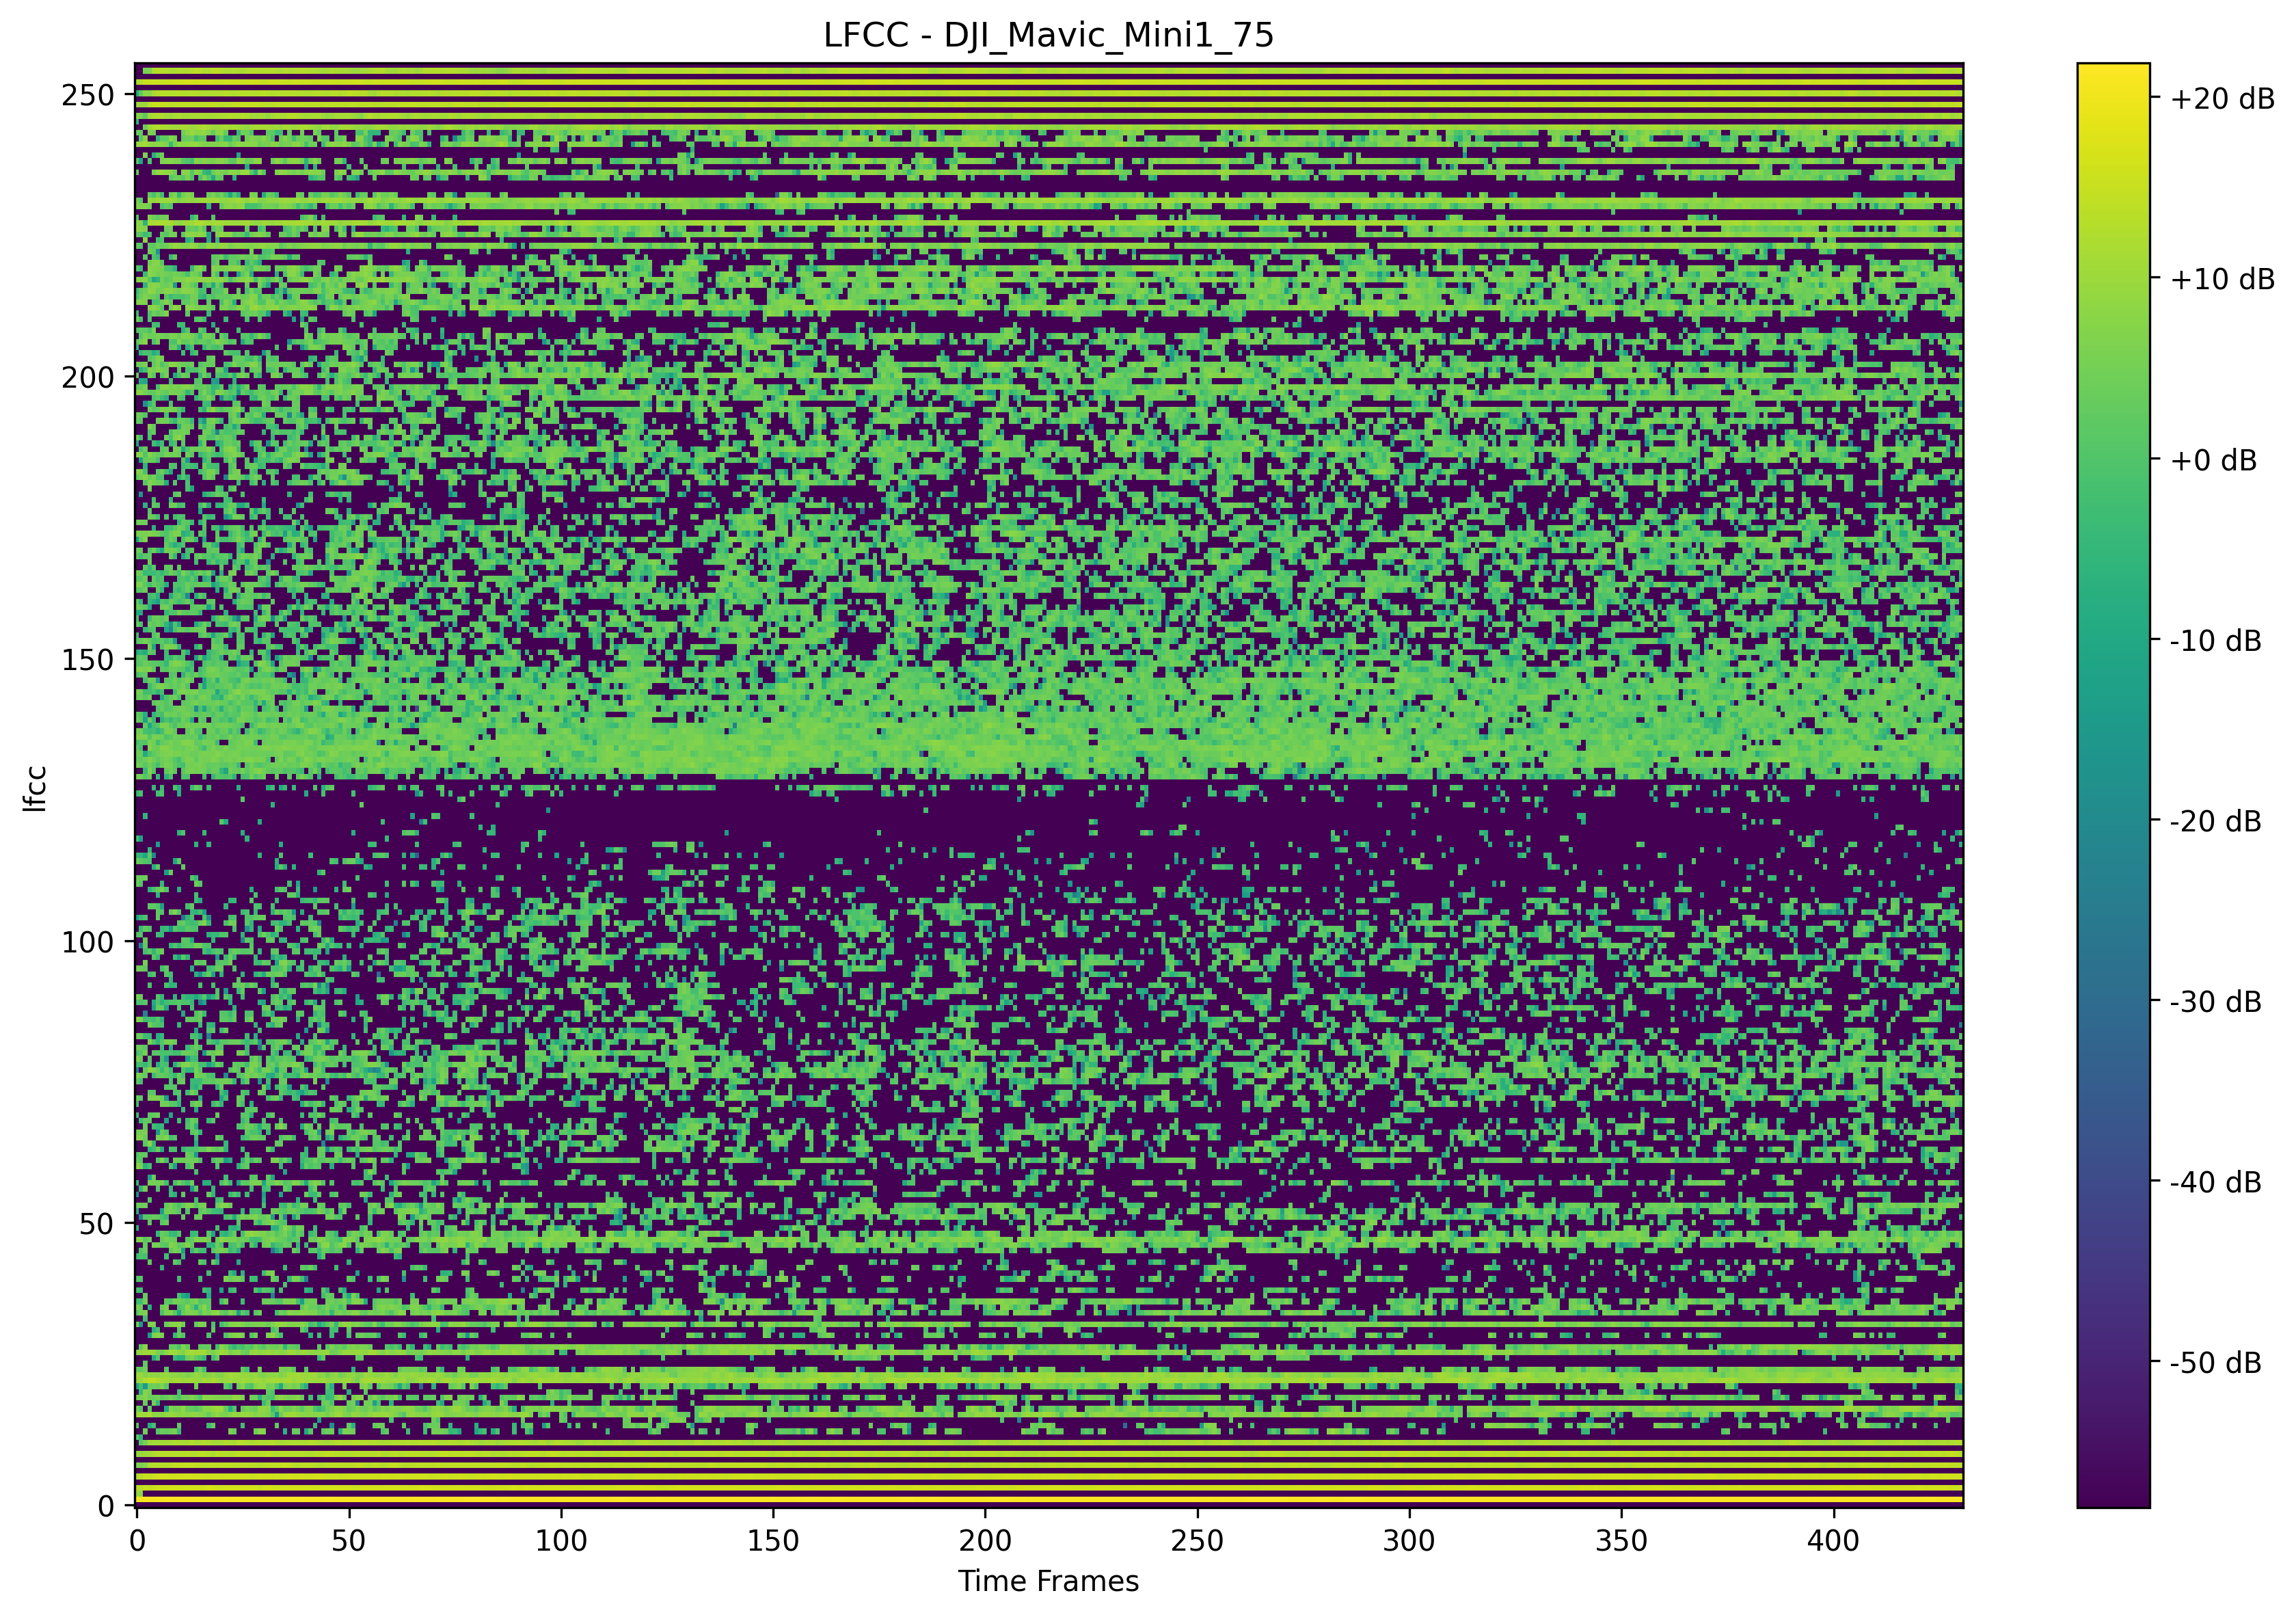 LFCC - DJI_Mavic_Mini1_75
250
200
150
100
50
0
lfcc
0 50 100 150 200 250 300 350 400
Time Frames
+20 dB
+10 dB
+0 dB
-10 dB
-20 dB
-30 dB
-40 dB
-50 dB